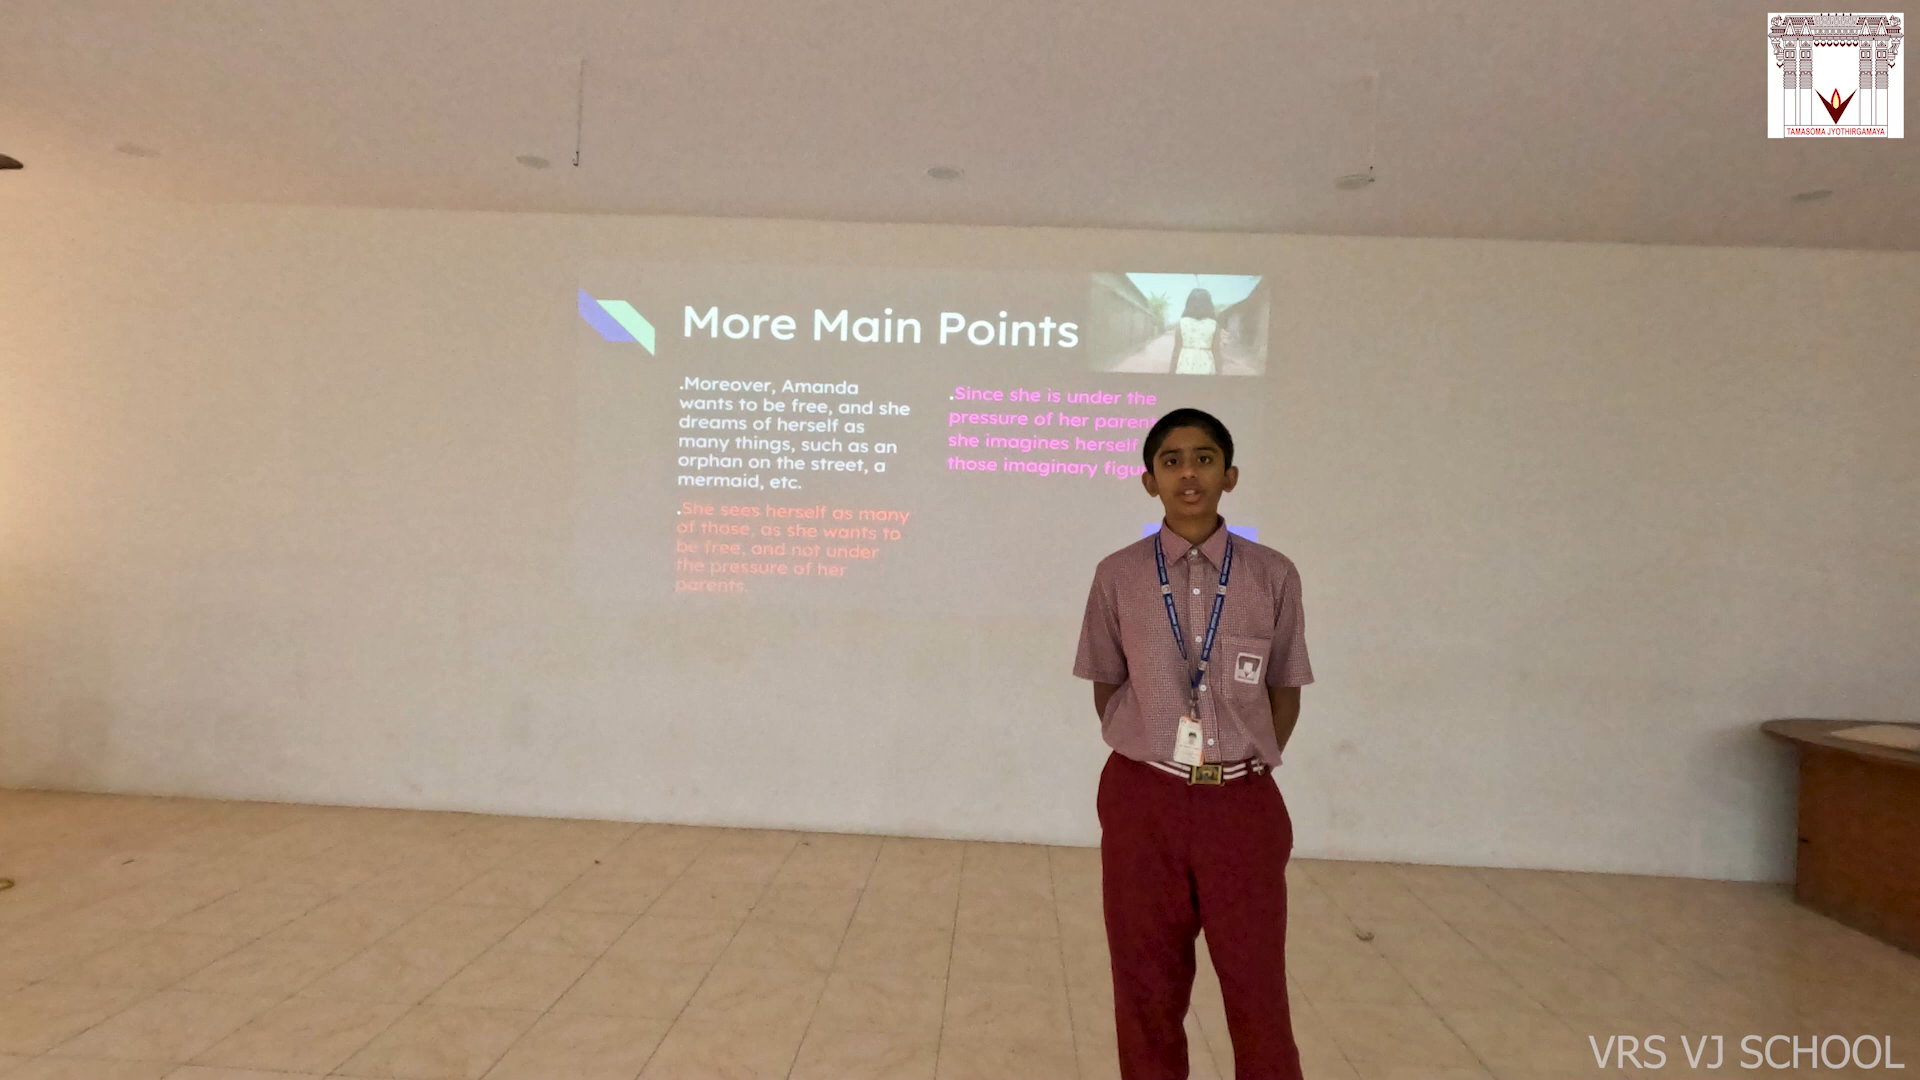 TAMASOMA JYOTHIRGAMAYA
More Main Points
.Moreover, Amanda
wants to be free, and she
dreams of herself as
many things, such as an
orphan on the street, a
mermaid, etc.
.She sees herself as many
of those, as she wants to
be free, and not under
the pressure of her
parents.
.Since she is under the
pressure of her
she imagines herself
those imaginary
VRS VJ SCHOOL